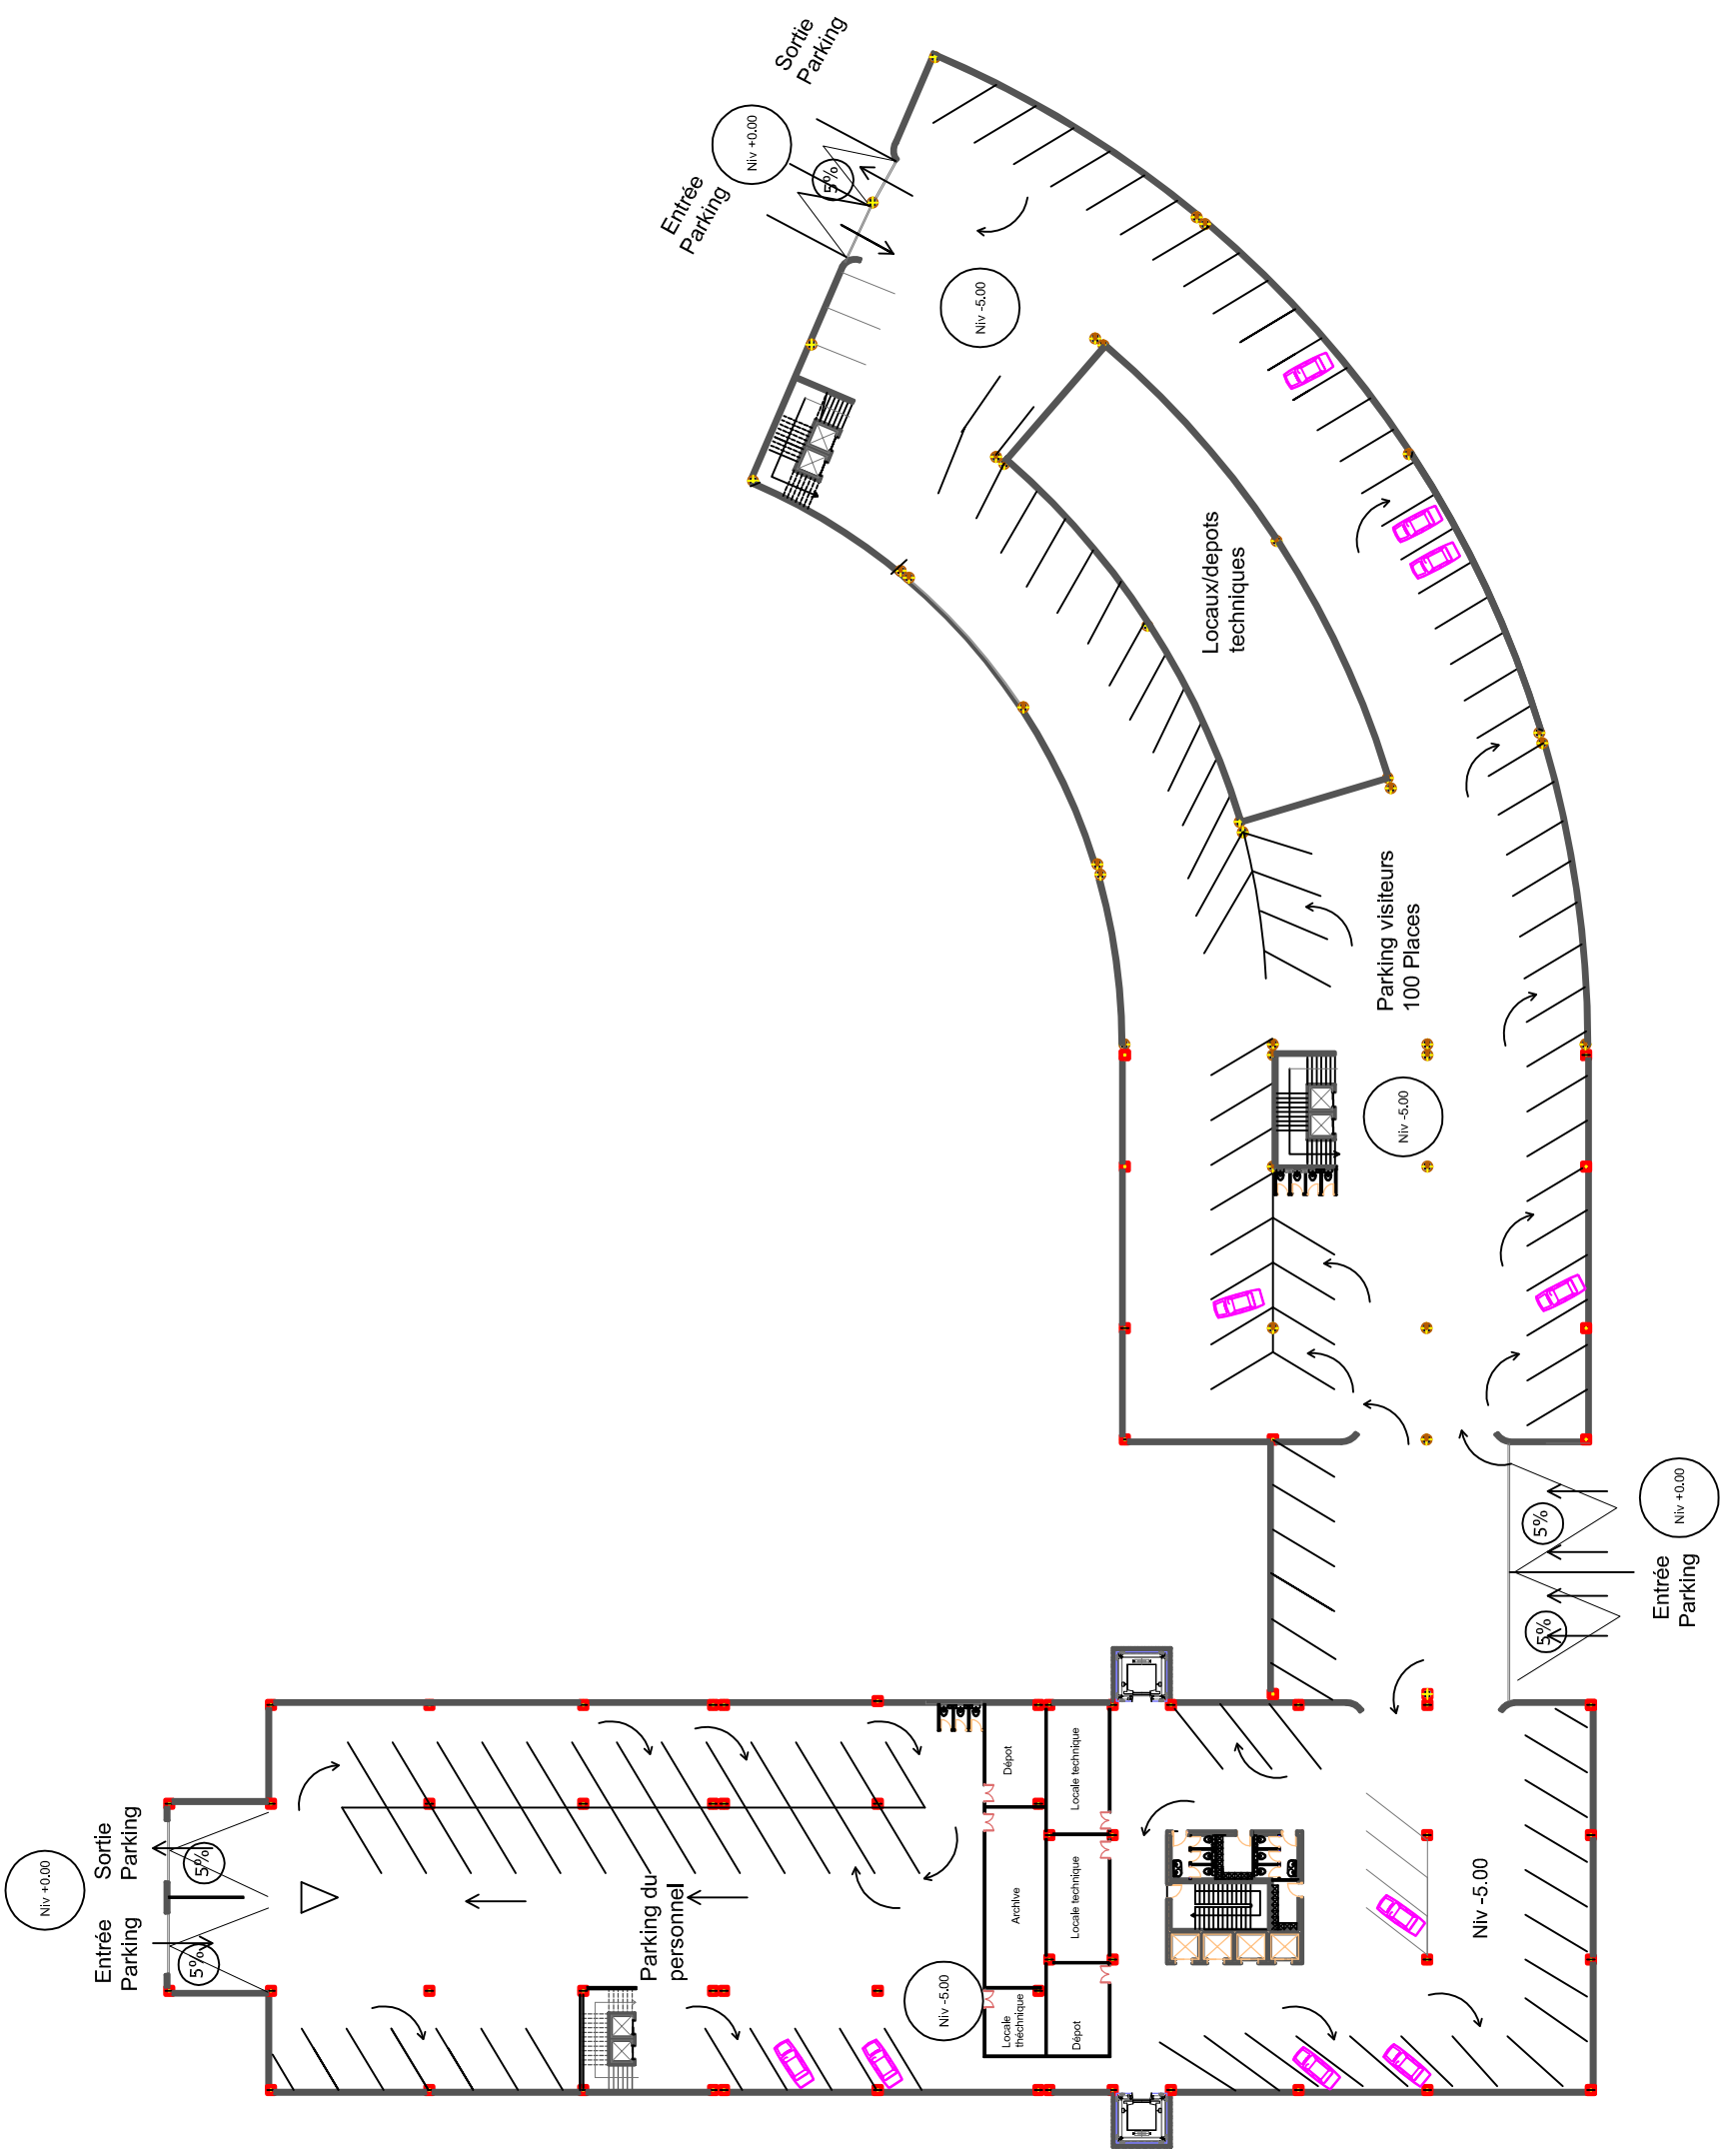 Sortie
Parking
Niv +0.00
5%
Entrée
Parking
Niv -5.00
Locaux/depots
techniques
Parking visiteurs
100 Places
Niv -5.00
Niv +0.00
5%
Entrée
Parking
5%
Dépot
Locale technique
Sortie
Parking
Niv +0.00
5%
Parking du
personnel
Archive
Locale technique
Niv -5.00
Entrée
Parking
5%
Niv -5.00
Locale
théchnique
Dépot